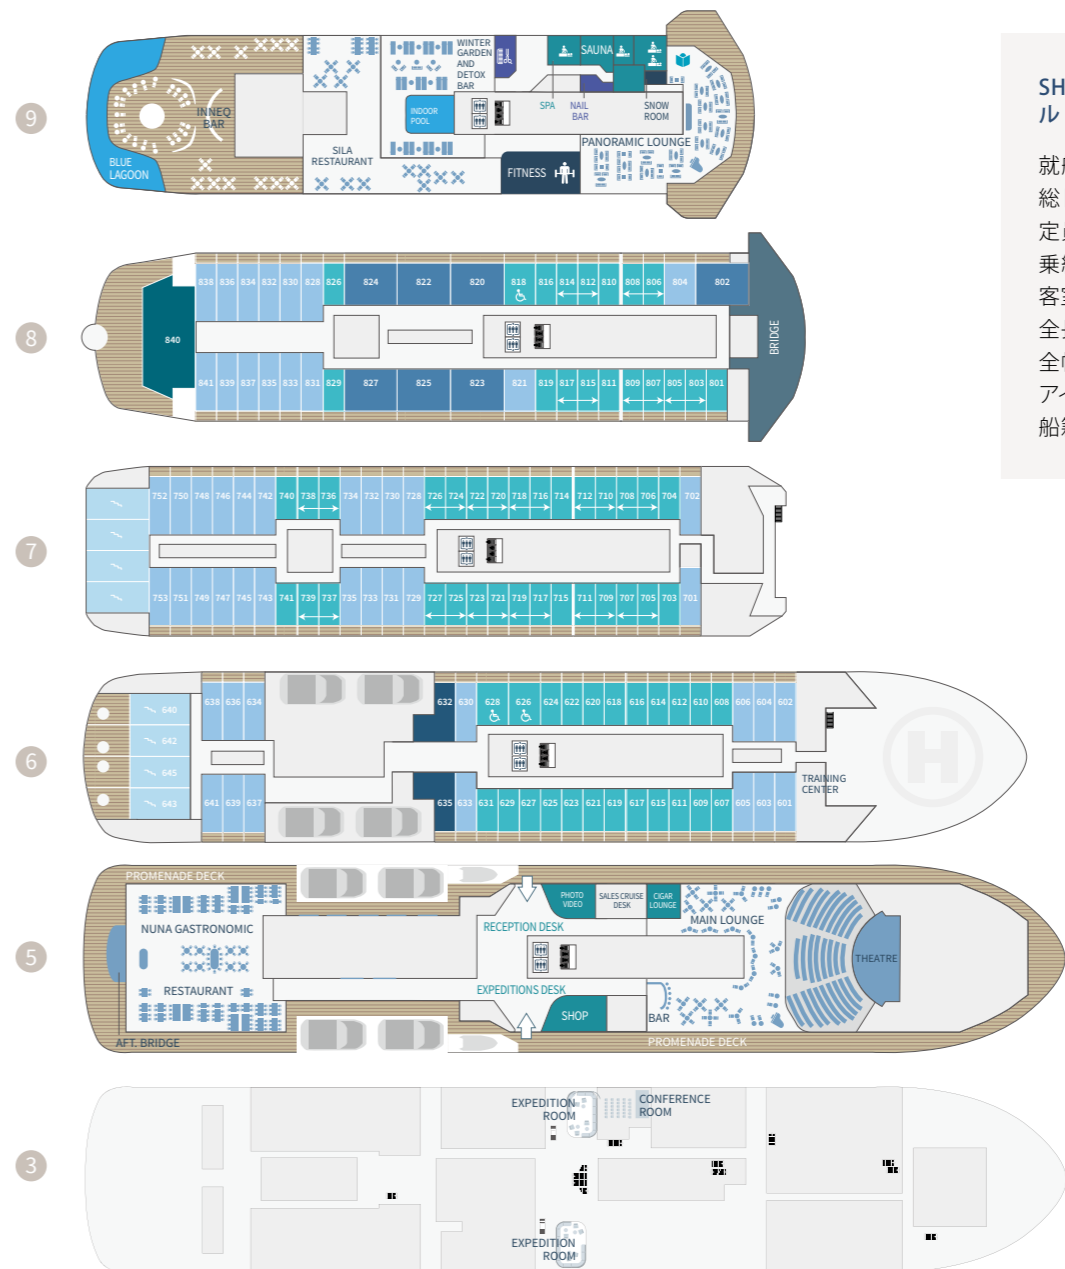 9
INNEQ
BAR
BLUE
LAGOON
SILA
RESTAURANT
WINTER
GARDEN
AND
DETOX
BAR
INDOOR
POOL
SAUNA
SPA
NAIL
BAR
SNOW
ROOM
PANORAMIC LOUNGE
FITNESS
SH
ル
就航
総ト
定員
乗組
客室
全長
全幅
アイ
船籍
8
838 836 834 832 830 828 826 824 822 820 818 816 814 812 810 808 806 804 802
840
BRIDGE
841 839 837 835 833 831 829 827 825 823 821 819 817 815 811 809 807 805 803 801
7
752 750 748 746 744 742 740 738 736 734 732 730 728 726 724 722 720 718 716 714 712 710 708 706 704 702
753 751 749 747 745 743 741 739 737 735 733 731 729 727 725 723 721 719 717 715 711 709 707 705 703 701
6
638 636 634 632 630 628 626 624 622 620 618 616 614 612 610 608 606 604 602
640
642
645
643
H
TRAINING
CENTER
641 639 637 635 633 631 629 627 625 623 621 619 617 615 611 609 607 605 603 601
5
PROMENADE DECK
NUNA GASTRONOMIC
RESTAURANT
AFT. BRIDGE
PHOTO
VIDEO
SALES CRUISE
DESK
CIGAR
LOUNGE
RECEPTION DESK
MAIN LOUNGE
THEATRE
EXPEDITIONS DESK
SHOP
BAR
PROMENADE DECK
3
EXPEDITION
ROOM
CONFERENCE
ROOM
EXPEDITION
ROOM